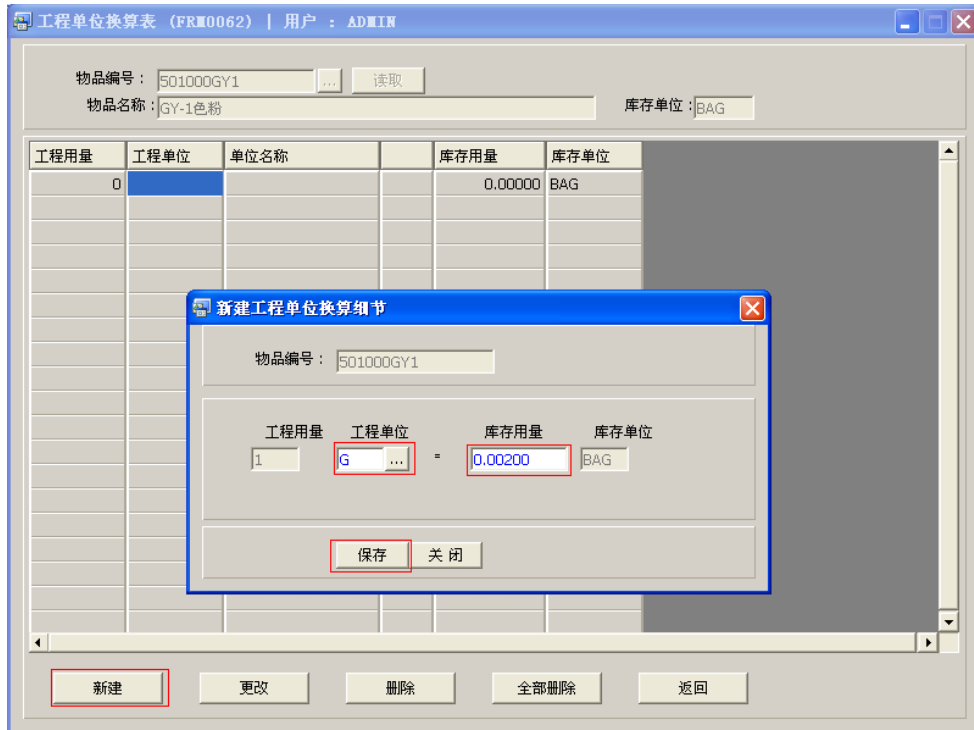 工程单位换算表 (FRM0062) | 用户 : ADMIN
物品编号： 501000GY1 ... 读取
物品名称：GY-1色粉 库存单位：BAG
工程用量 工程单位 单位名称 库存用量 库存单位
0 0.00000 BAG
新建工程单位换算细节
物品编号： 501000GY1
工程用量 工程单位 库存用量 库存单位
1 G ... = 0.00200 BAG
保存 关闭
新建 更改 删除 全部删除 返回